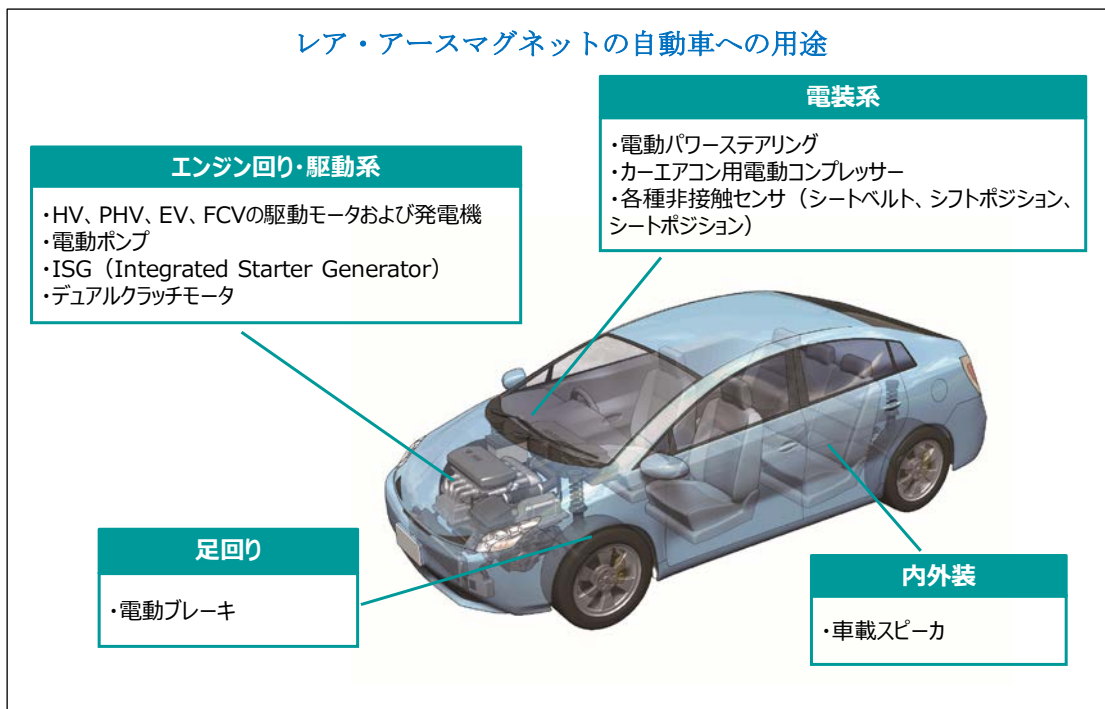 レア・アースマグネットの自動車への用途
電装系
・電動パワーステアリング
・カーエアコン用電動コンプレッサー
・各種非接触センサ（シートベルト、シフトポジション、
シートポジション）
エンジン回り・駆動系
・HV、PHV、EV、FCVの駆動モータおよび発電機
・電動ポンプ
・ISG（Integrated Starter Generator）
・デュアルクラッチモータ
足回り
・電動ブレーキ
内外装
・車載スピーカ